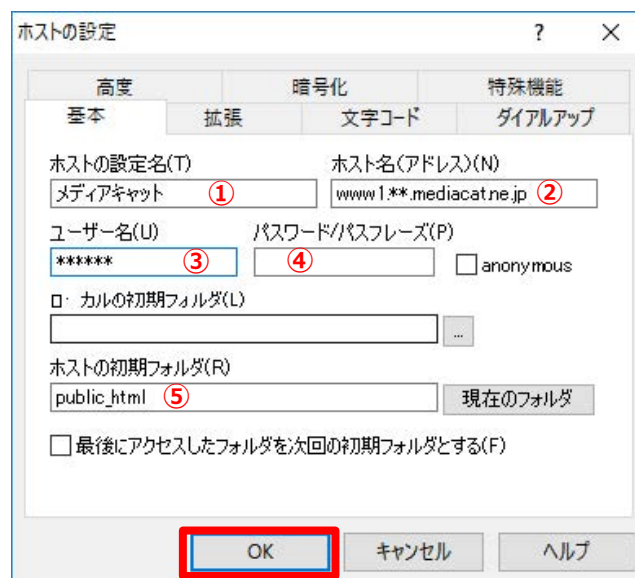 ホストの設定 ? ×
高度 暗号化 特殊機能
基本 拡張 文字コード ダイアルアップ
ホストの設定名(T) ホスト名(アドレス)(N)
メディアキャット ① www1.**.mediacat.ne.jp ②
ユーザー名(U) パスワード/パスフレーズ(P)
****** ③ ④ anonymous
ローカルの初期フォルダ(L)
...
ホストの初期フォルダ(R)
public_html ⑤ 現在のフォルダ
最後にアクセスしたフォルダを次回の初期フォルダとする(F)
OK キャンセル ヘルプ